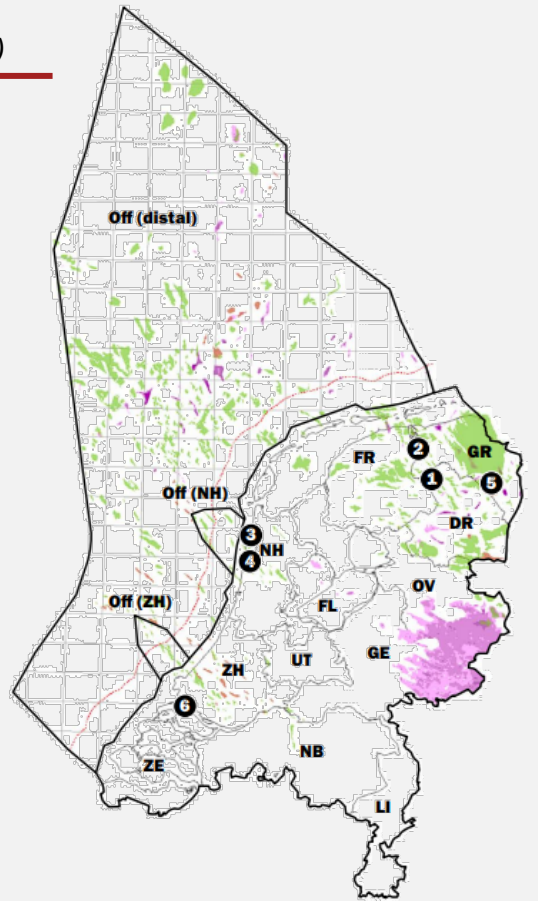 )
Off (distal)
GR
2
FR
1
5
Off (NH)
DR
3
NH
4
OV
Off (ZH)
FL
GE
UT
ZH
6
NB
ZE
LI